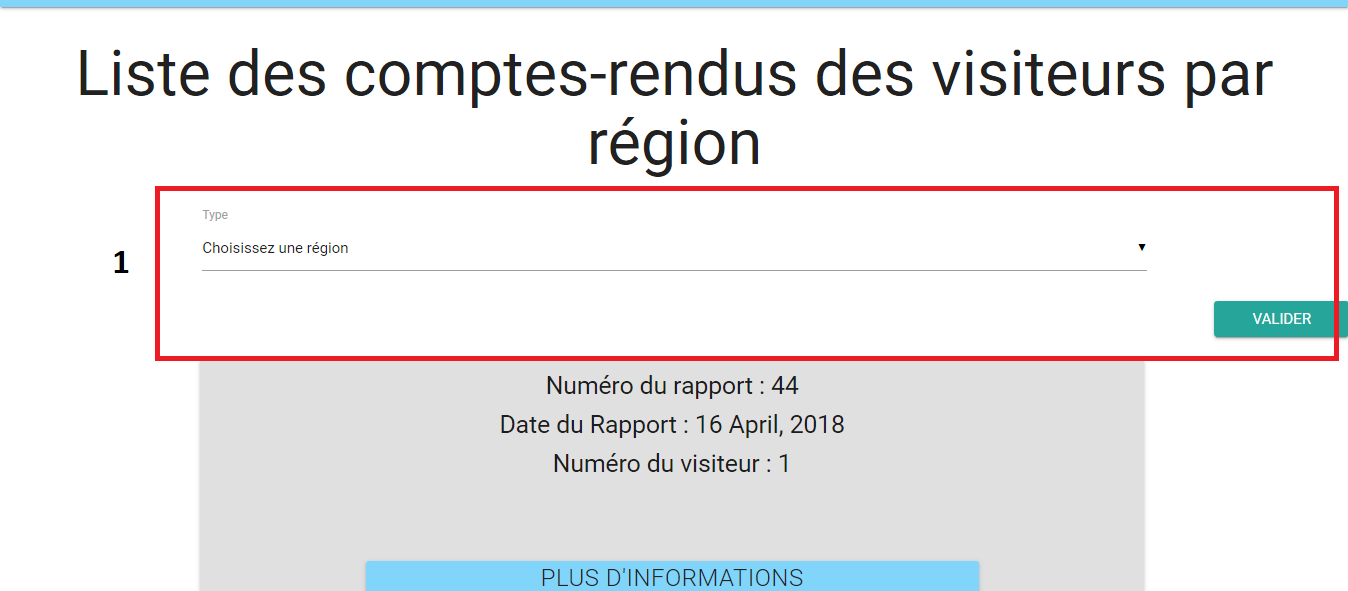 Liste des comptes-rendus des visiteurs par
région
Type
Choisissez une région
1
VALIDER
Numéro du rapport : 44
Date du Rapport : 16 April, 2018
Numéro du visiteur : 1
PLUS D'INFORMATIONS